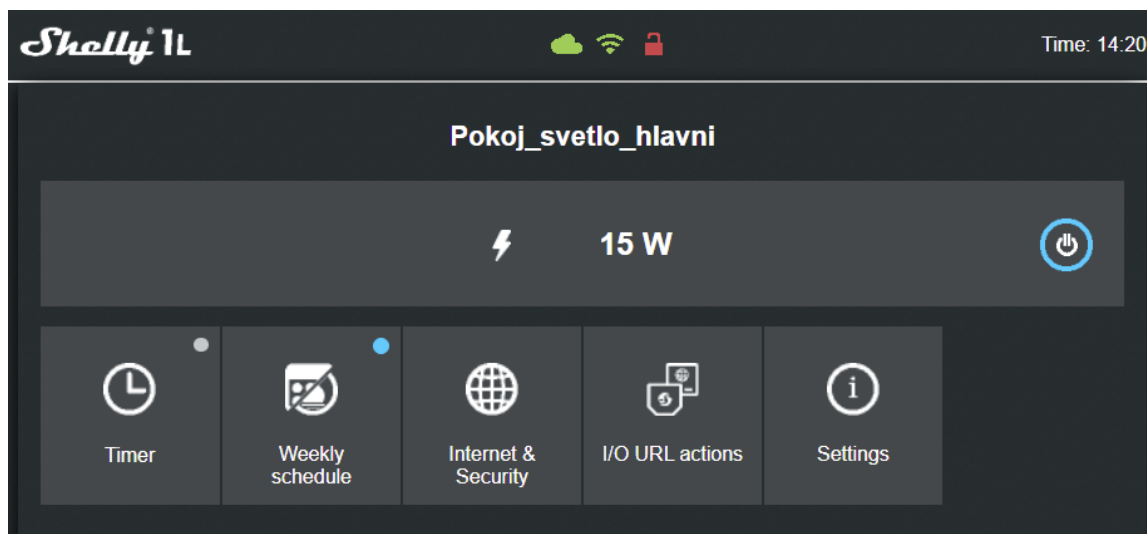 Shelly® 1L
Time: 14:20
Pokoj_svetlo_hlavni
15 W
Timer
Weekly
schedule
Internet &
Security
I/O URL actions
Settings